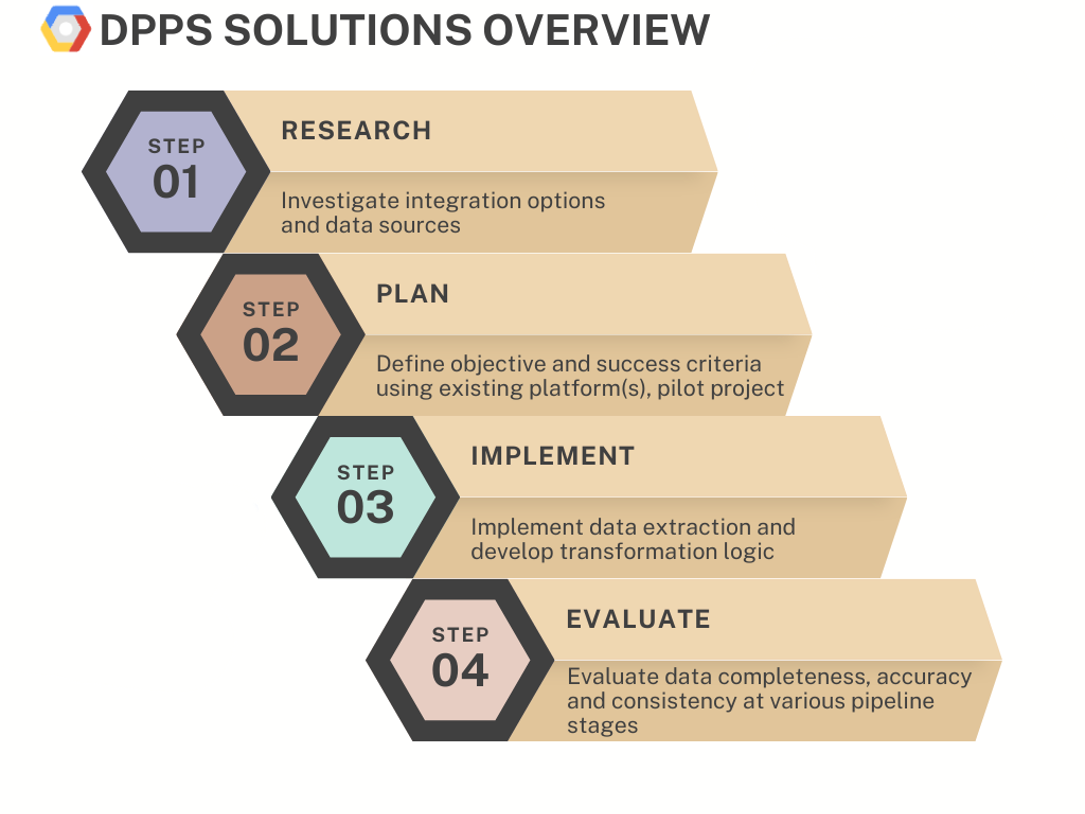 DPPS SOLUTIONS OVERVIEW
STEP
01
RESEARCH
Investigate integration options
and data sources
STEP
02
PLAN
Define objective and success criteria
using existing platform(s), pilot project
STEP
03
IMPLEMENT
Implement data extraction and
develop transformation logic
STEP
04
EVALUATE
Evaluate data completeness, accuracy
and consistency at various pipeline
stages